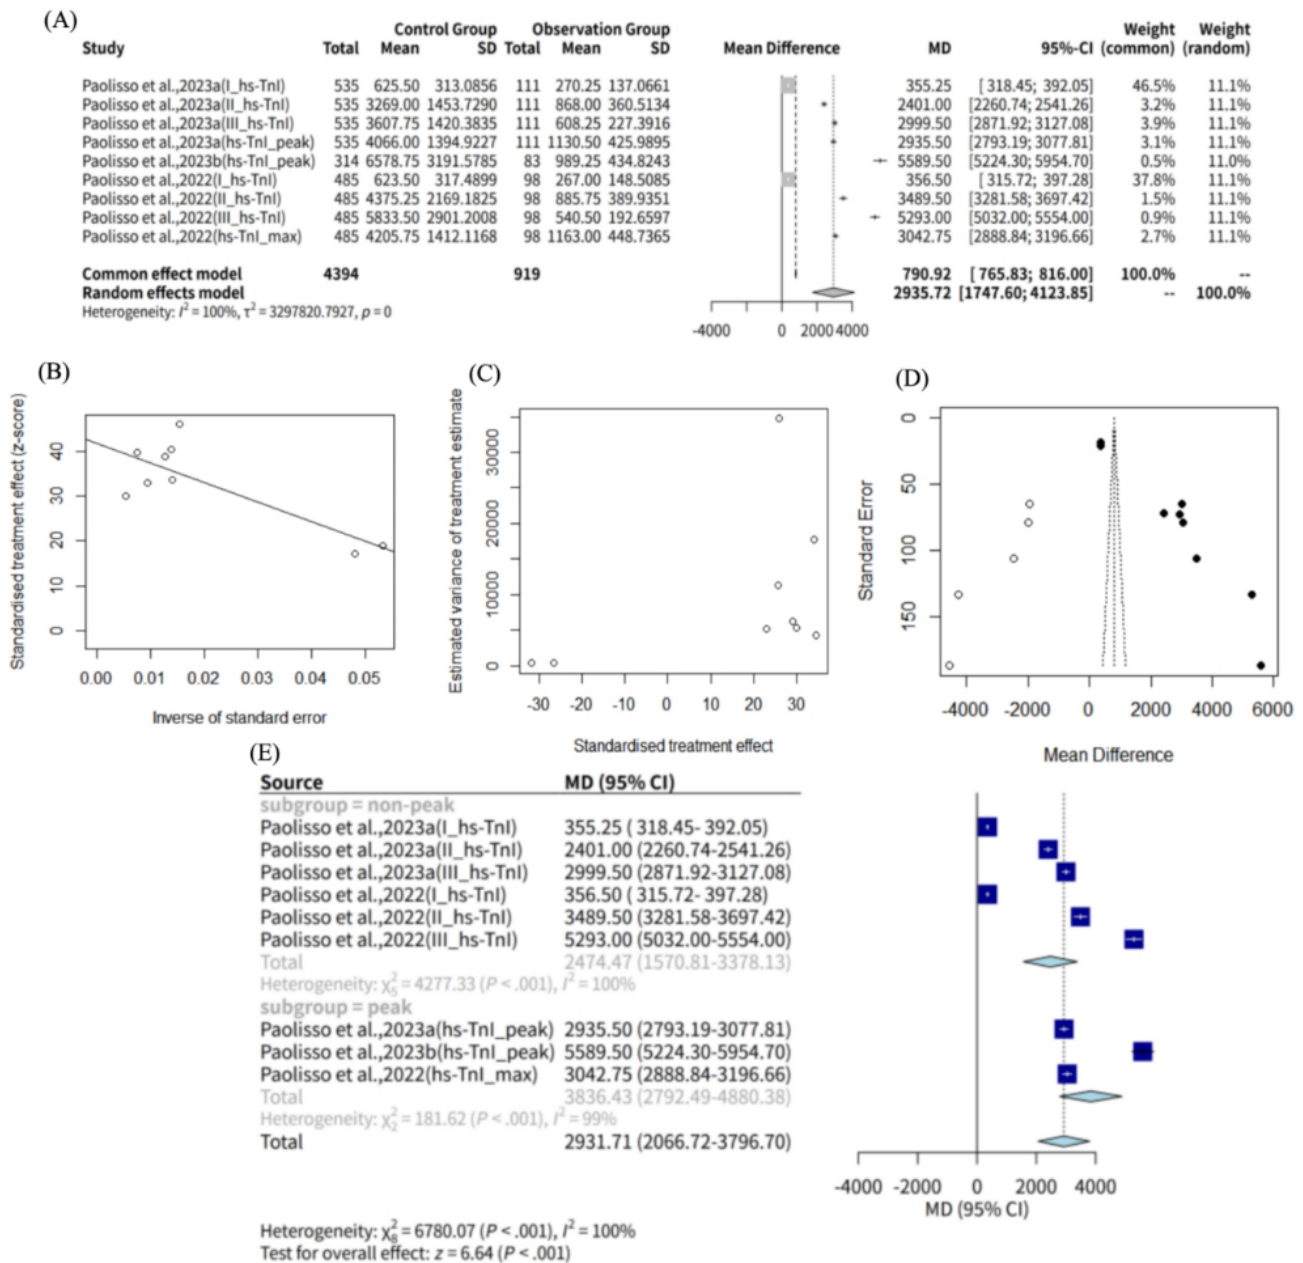 (A)
Control Group Observation Group Weight Weight
Study Total Mean SD Total Mean SD Mean Difference MD 95%-CI (common) (random)
Paolisso et al.,2023a(I_hs-TnI) 535 625.50 313.0856 111 270.25 137.0661 355.25 [ 318.45; 392.05] 46.5% 11.1%
Paolisso et al.,2023a(II_hs-TnI) 535 3269.00 1453.7290 111 868.00 360.5134 2401.00 [2260.74; 2541.26] 3.2% 11.1%
Paolisso et al.,2023a(III_hs-TnI) 535 3607.75 1420.3835 111 608.25 227.3916 2999.50 [2871.92; 3127.08] 3.9% 11.1%
Paolisso et al.,2023a(hs-TnI_peak) 535 4066.00 1394.9227 111 1130.50 425.9895 2935.50 [2793.19; 3077.81] 3.1% 11.1%
Paolisso et al.,2023b(hs-TnI_peak) 314 6578.75 3191.5785 83 989.25 434.8243 5589.50 [5224.30; 5954.70] 0.5% 11.0%
Paolisso et al.,2022(I_hs-TnI) 485 623.50 317.4899 98 267.00 148.5085 356.50 [ 315.72; 397.28] 37.8% 11.1%
Paolisso et al.,2022(II_hs-TnI) 485 4375.25 2169.1825 98 885.75 389.9351 3489.50 [3281.58; 3697.42] 1.5% 11.1%
Paolisso et al.,2022(III_hs-TnI) 485 5833.50 2901.2008 98 540.50 192.6597 5293.00 [5032.00; 5554.00] 0.9% 11.1%
Paolisso et al.,2022(hs-TnI_max) 485 4205.75 1412.1168 98 1163.00 448.7365 3042.75 [2888.84; 3196.66] 2.7% 11.1%
Common effect model 4394 919 790.92 [ 765.83; 816.00] 100.0% --
Random effects model 2935.72 [1747.60; 4123.85] -- 100.0%
Heterogeneity: I² = 100%, τ² = 3297820.7927, p = 0
-4000 0 2000 4000
(B)
Standardised treatment effect (z-score)
40
30
20
10
0
0.00 0.01 0.02 0.03 0.04 0.05
Inverse of standard error
(C)
Estimated variance of treatment estimate
30000
20000
10000
0
-30 -20 -10 0 10 20 30
Standardised treatment effect
(D)
Standard Error
0
50
100
150
-4000 -2000 0 2000 4000 6000
Mean Difference
(E)
Source MD (95% CI)
subgroup = non-peak
Paolisso et al.,2023a(I_hs-TnI) 355.25 ( 318.45- 392.05)
Paolisso et al.,2023a(II_hs-TnI) 2401.00 (2260.74-2541.26)
Paolisso et al.,2023a(III_hs-TnI) 2999.50 (2871.92-3127.08)
Paolisso et al.,2022(I_hs-TnI) 356.50 ( 315.72- 397.28)
Paolisso et al.,2022(II_hs-TnI) 3489.50 (3281.58-3697.42)
Paolisso et al.,2022(III_hs-TnI) 5293.00 (5032.00-5554.00)
Total 2474.47 (1570.81-3378.13)
Heterogeneity: χ²₅ = 4277.33 (P < .001), I² = 100%
subgroup = peak
Paolisso et al.,2023a(hs-TnI_peak) 2935.50 (2793.19-3077.81)
Paolisso et al.,2023b(hs-TnI_peak) 5589.50 (5224.30-5954.70)
Paolisso et al.,2022(hs-TnI_max) 3042.75 (2888.84-3196.66)
Total 3836.43 (2792.49-4880.38)
Heterogeneity: χ²₂ = 181.62 (P < .001), I² = 99%
Total 2931.71 (2066.72-3796.70)
-4000 -2000 0 2000 4000
MD (95% CI)
Heterogeneity: χ²₈ = 6780.07 (P < .001), I² = 100%
Test for overall effect: z = 6.64 (P < .001)